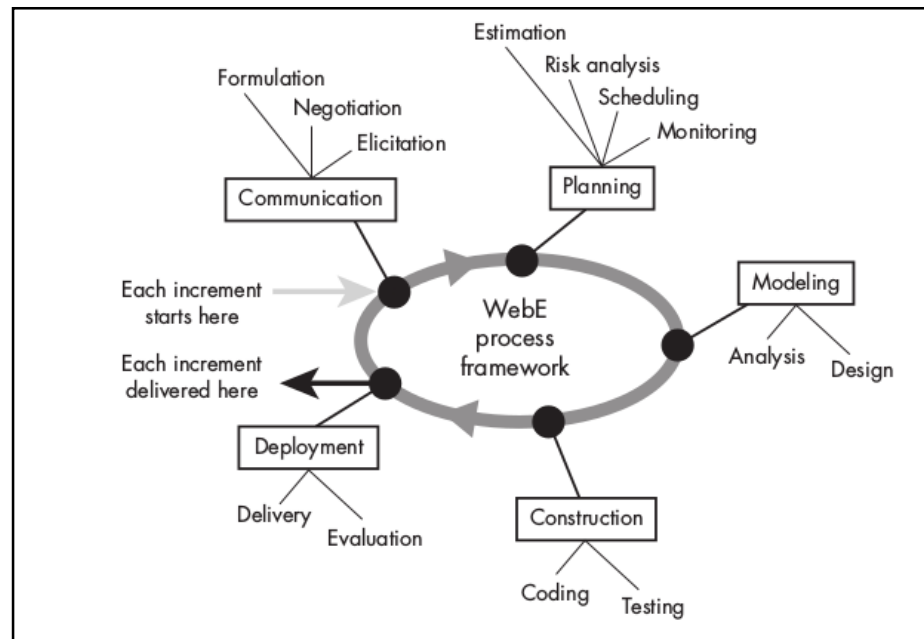 Estimation
Risk analysis
Scheduling
Monitoring
Planning
Formulation
Negotiation
Elicitation
Communication
Each increment
starts here
WebE
process
framework
Modeling
Analysis
Design
Each increment
delivered here
Deployment
Delivery
Evaluation
Construction
Coding
Testing